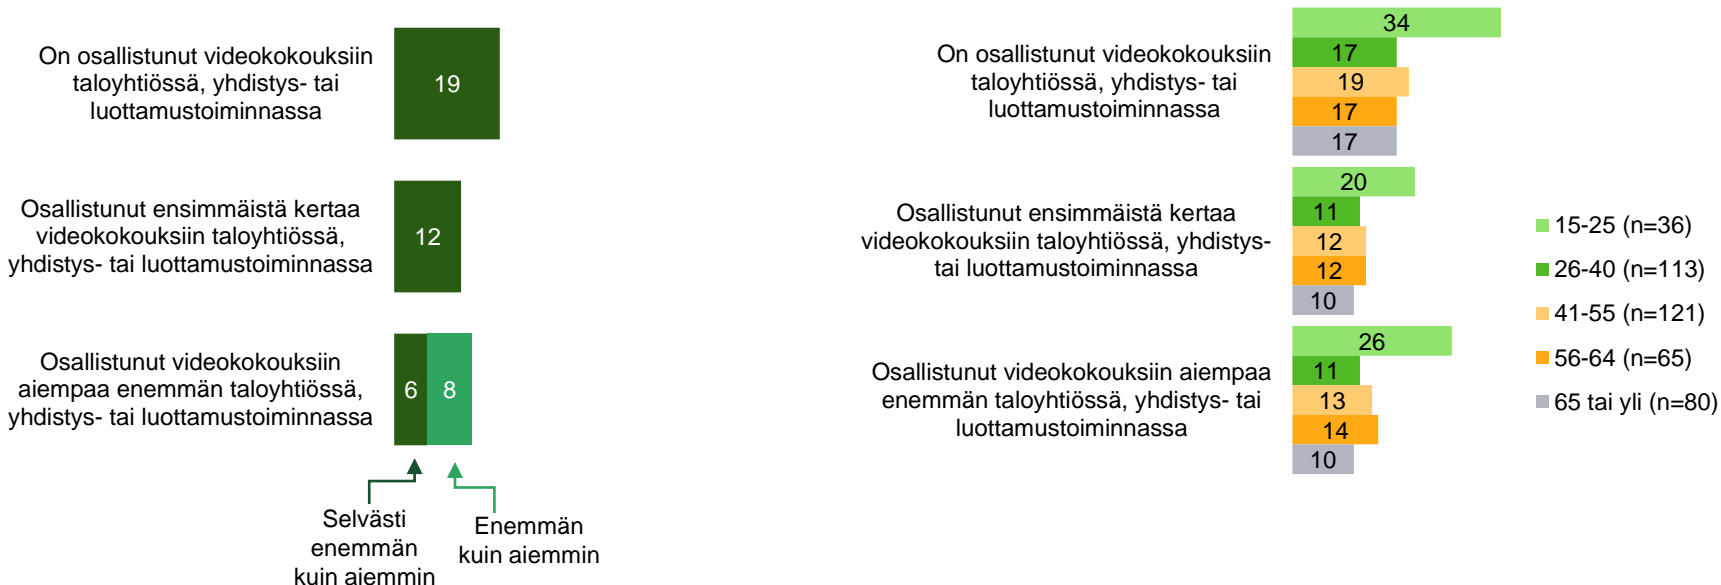 On osallistunut videokokouksiin
taloyhtiössä, yhdistys- tai
luottamustoiminnassa
19
Osallistunut ensimmäistä kertaa
videokokouksiin taloyhtiössä,
yhdistys- tai luottamustoiminnassa
12
Osallistunut videokokouksiin
aiempaa enemmän taloyhtiössä,
yhdistys- tai luottamustoiminnassa
6 8
Selvästi
enemmän
kuin aiemmin
Enemmän
kuin aiemmin
On osallistunut videokokouksiin
taloyhtiössä, yhdistys- tai
luottamustoiminnassa
34
17
19
17
17
Osallistunut ensimmäistä kertaa
videokokouksiin taloyhtiössä, yhdistys-
tai luottamustoiminnassa
20
11
12
12
10
Osallistunut videokokouksiin aiempaa
enemmän taloyhtiössä, yhdistys- tai
luottamustoiminnassa
26
11
13
14
10
15-25 (n=36)
26-40 (n=113)
41-55 (n=121)
56-64 (n=65)
65 tai yli (n=80)